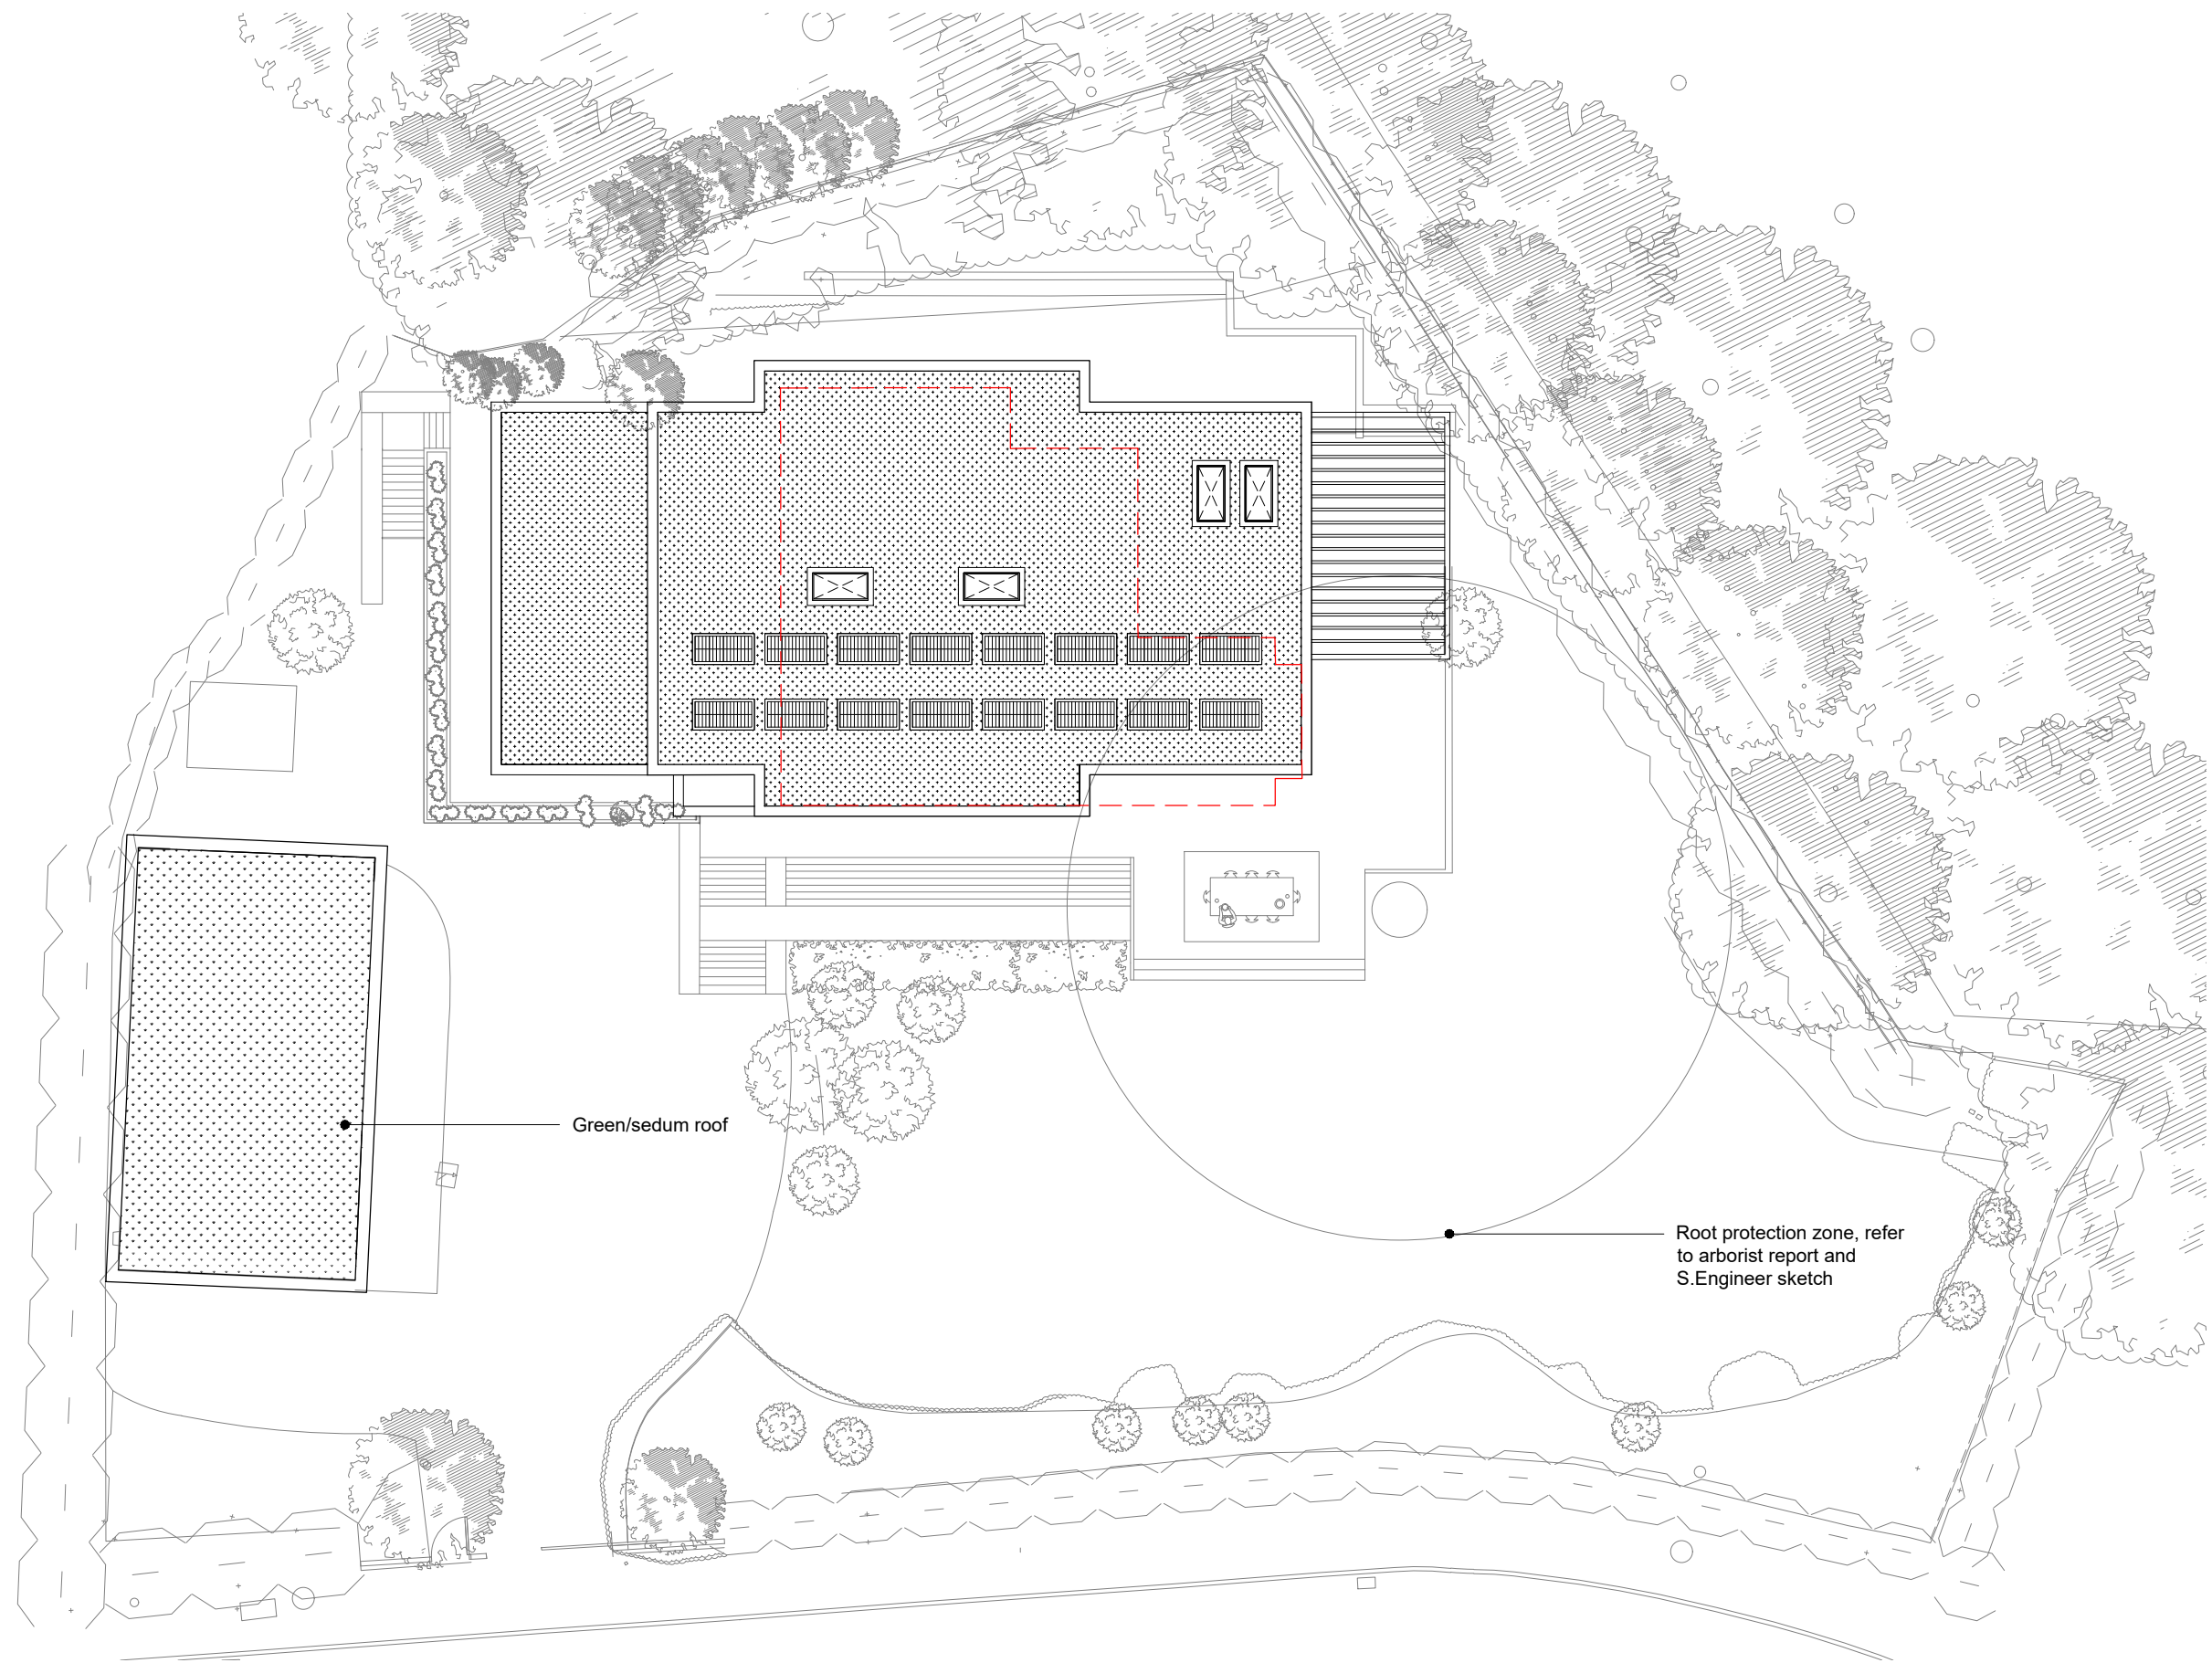 Green/sedum roof
Root protection zone, refer
to arborist report and
S.Engineer sketch